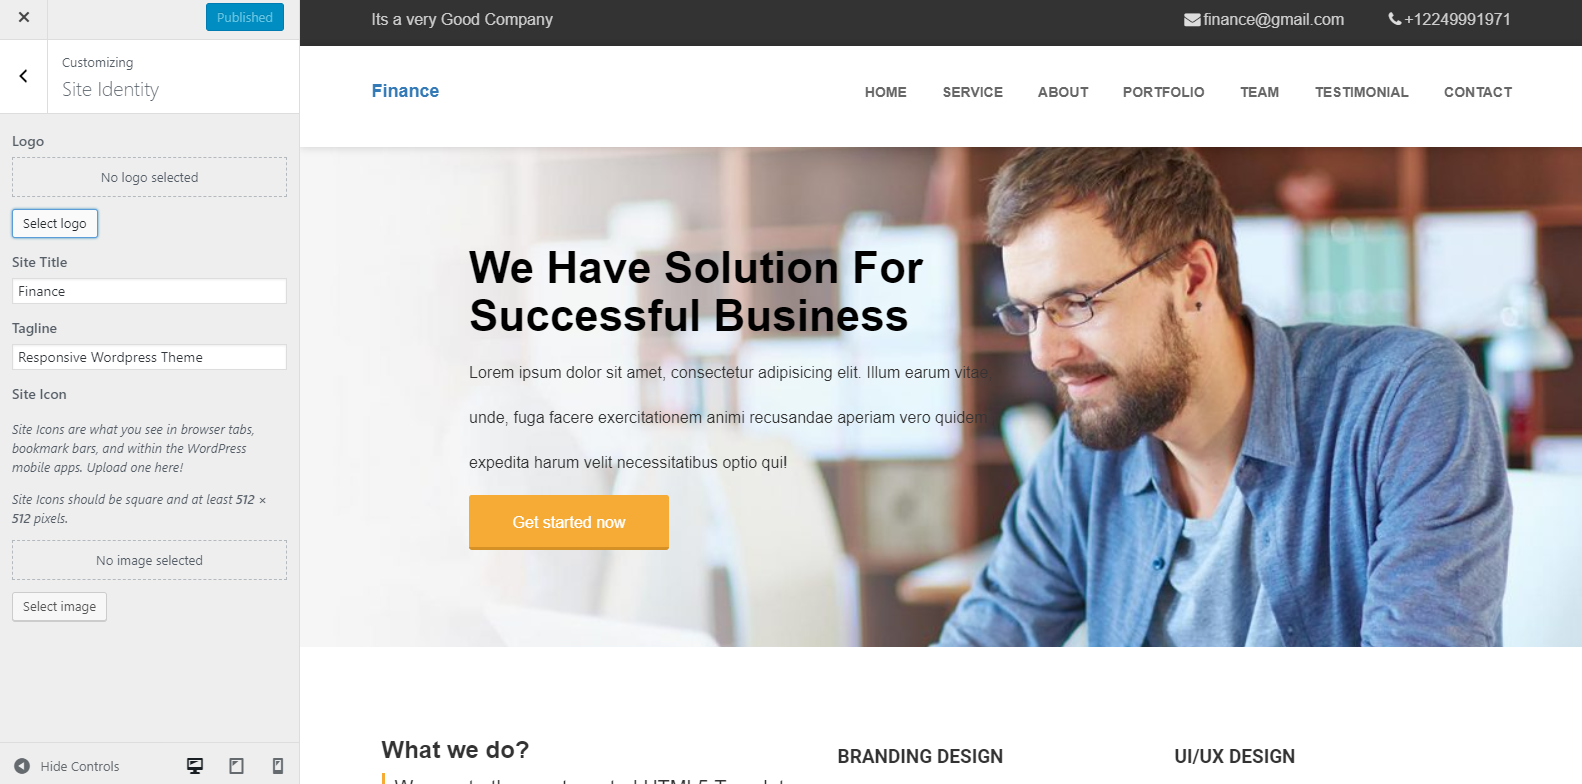 Published
Customizing
Site Identity
Logo
No logo selected
Select logo
Site Title
Finance
Tagline
Responsive Wordpress Theme
Site Icon
Site Icons are what you see in browser tabs,
bookmark bars, and within the WordPress
mobile apps. Upload one here!
Site Icons should be square and at least 512 ×
512 pixels.
No image selected
Select image
Hide Controls
Its a very Good Company
finance@gmail.com
+12249991971
Finance
HOME SERVICE ABOUT PORTFOLIO TEAM TESTIMONIAL CONTACT
We Have Solution For
Successful Business
Lorem ipsum dolor sit amet, consectetur adipisicing elit. Illum earum vitae,
unde, fuga facere exercitationem animi recusandae aperiam vero quidem
expedita harum velit necessitatibus optio qui!
Get started now
What we do?
BRANDING DESIGN
UI/UX DESIGN